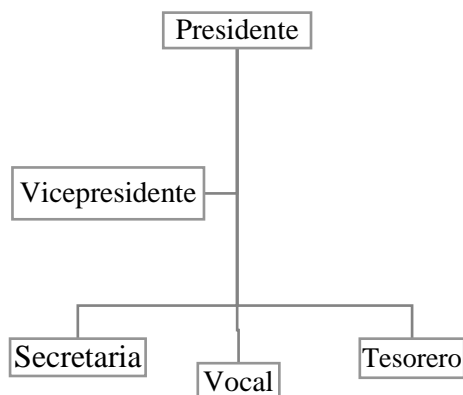 Presidente
Vicepresidente
Secretaria
Vocal
Tesorero